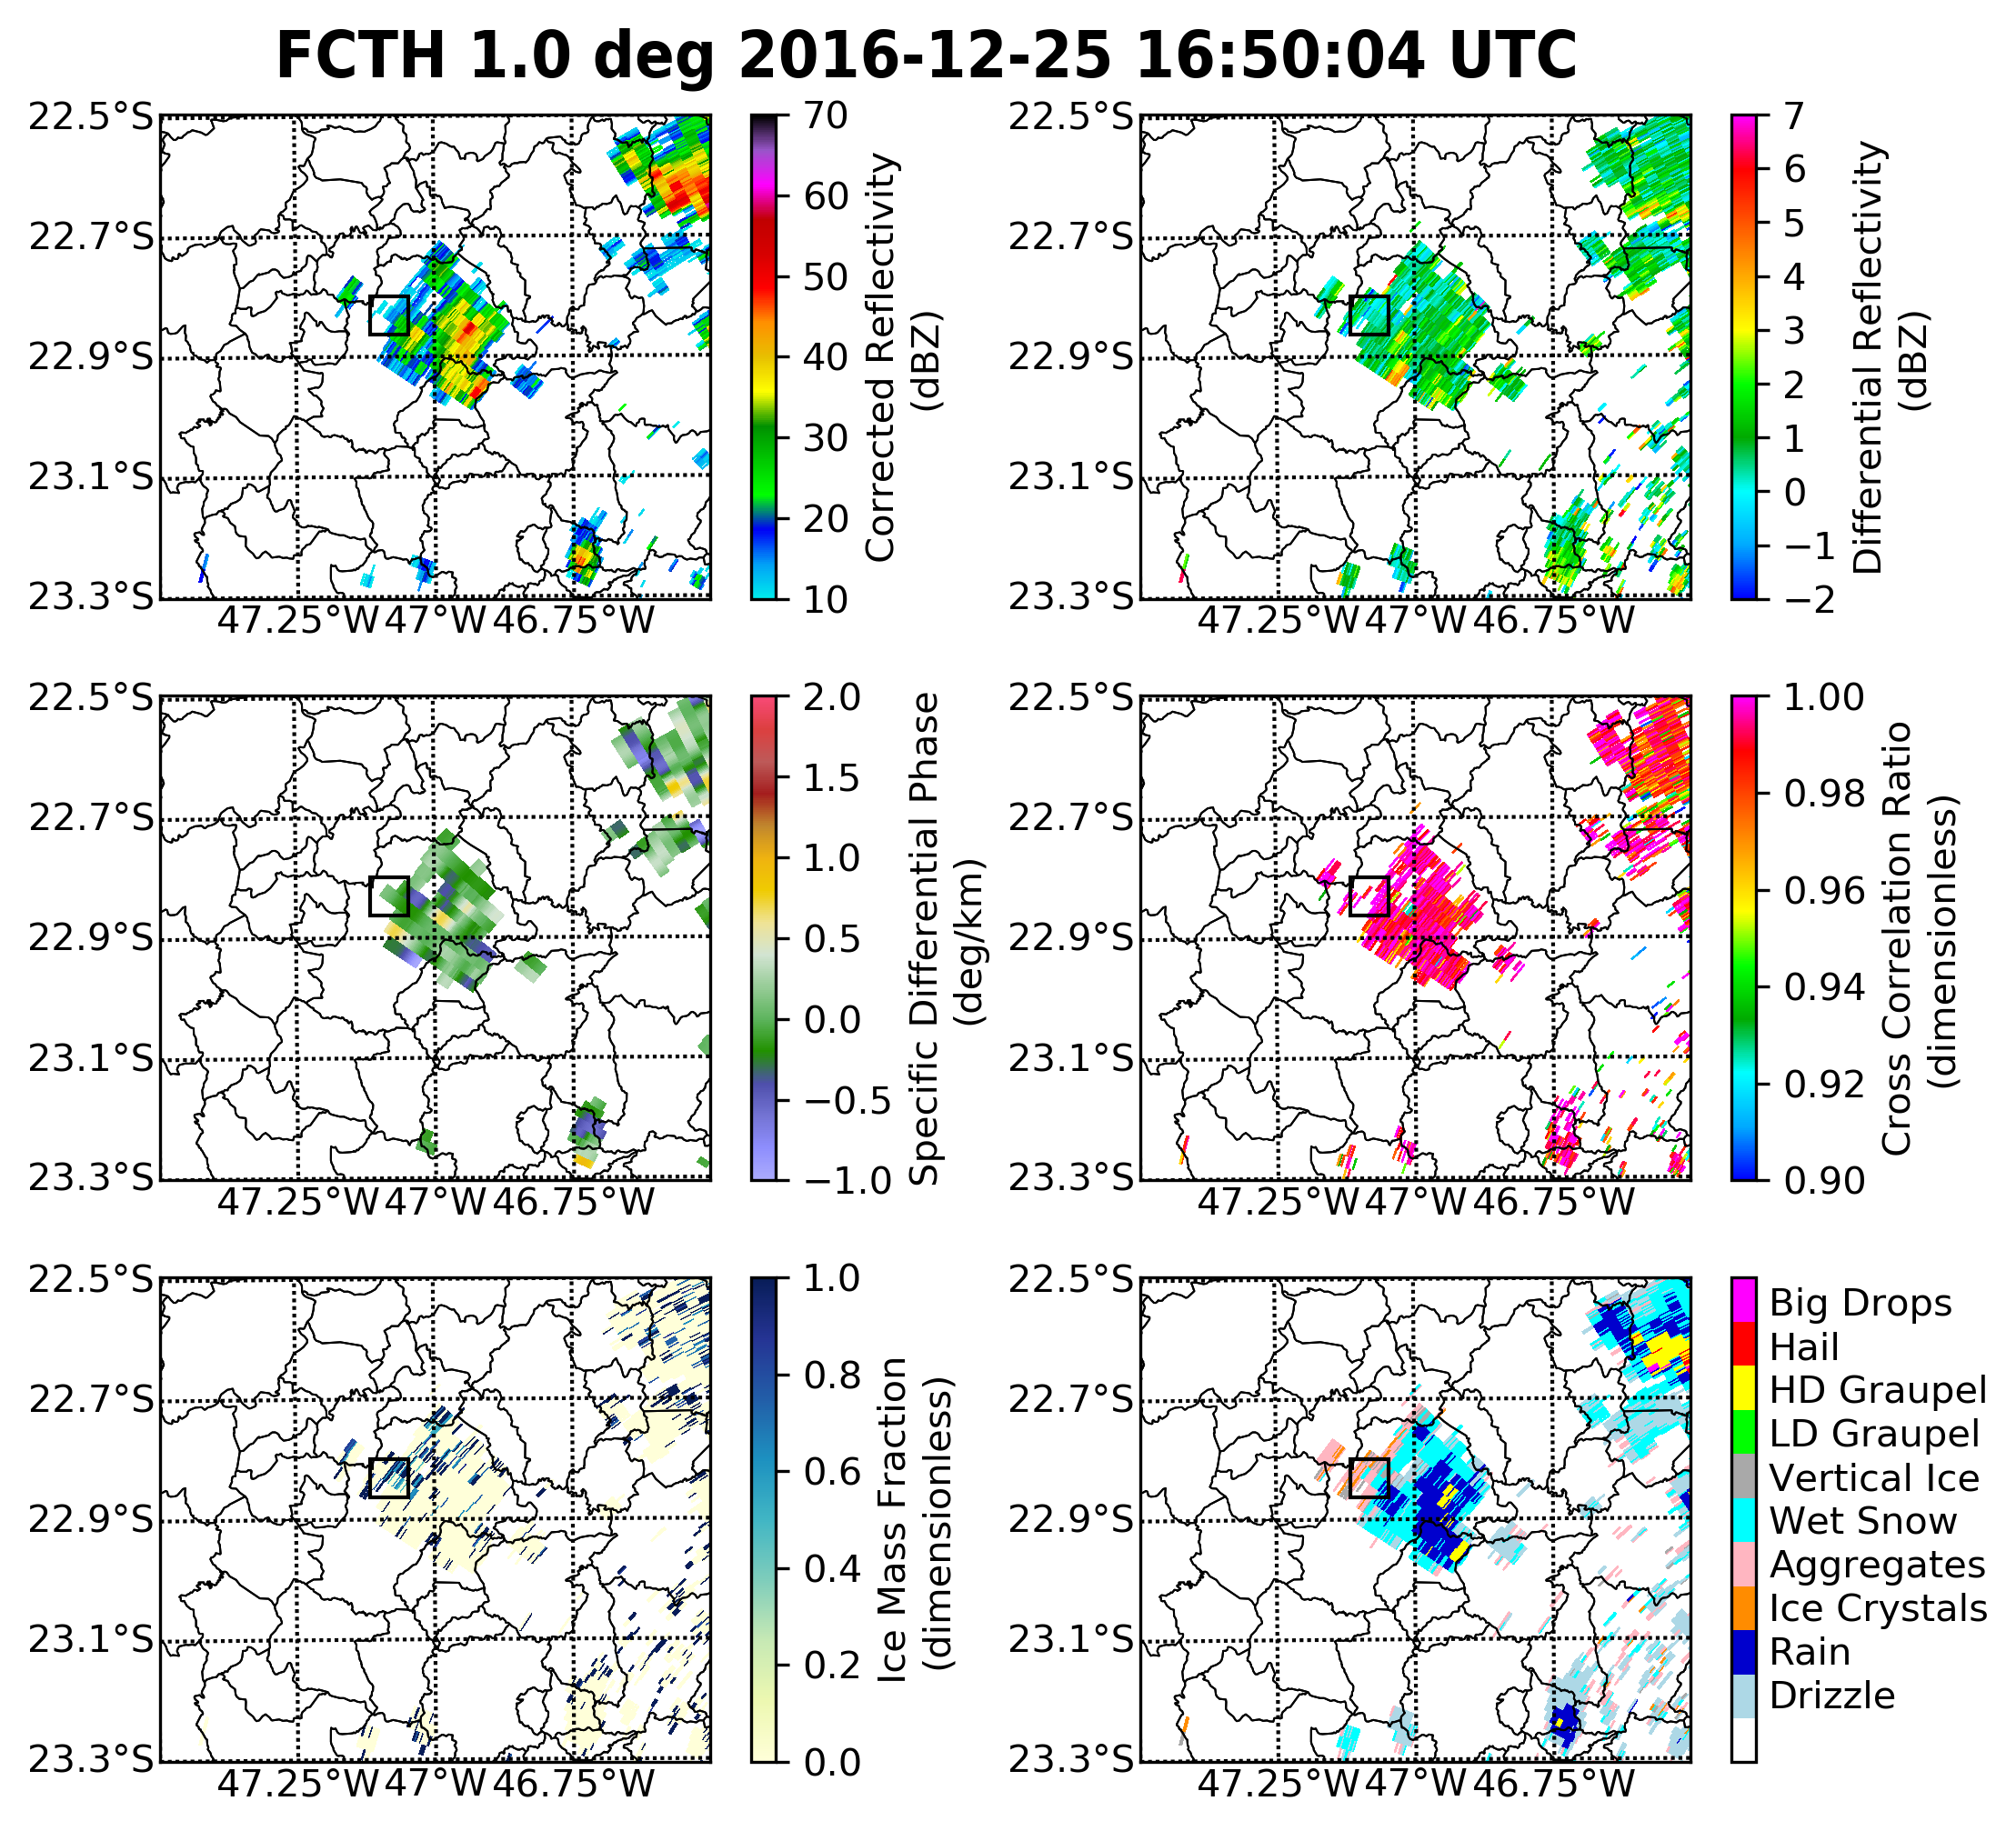 FCTH 1.0 deg 2016-12-25 16:50:04 UTC
22.5°S
22.7°S
22.9°S
23.1°S
23.3°S
47.25°W 47°W 46.75°W
70
60
50
40
30
20
10
Corrected Reflectivity
(dBZ)
22.5°S
22.7°S
22.9°S
23.1°S
23.3°S
47.25°W 47°W 46.75°W
7
6
5
4
3
2
1
0
−1
−2
Differential Reflectivity
(dBZ)
22.5°S
22.7°S
22.9°S
23.1°S
23.3°S
47.25°W 47°W 46.75°W
2.0
1.5
1.0
0.5
0.0
−0.5
−1.0
Specific Differential Phase
(deg/km)
22.5°S
22.7°S
22.9°S
23.1°S
23.3°S
47.25°W 47°W 46.75°W
1.00
0.98
0.96
0.94
0.92
0.90
Cross Correlation Ratio
(dimensionless)
22.5°S
22.7°S
22.9°S
23.1°S
23.3°S
47.25°W 47°W 46.75°W
1.0
0.8
0.6
0.4
0.2
0.0
Ice Mass Fraction
(dimensionless)
22.5°S
22.7°S
22.9°S
23.1°S
23.3°S
47.25°W 47°W 46.75°W
Big Drops
Hail
HD Graupel
LD Graupel
Vertical Ice
Wet Snow
Aggregates
Ice Crystals
Rain
Drizzle